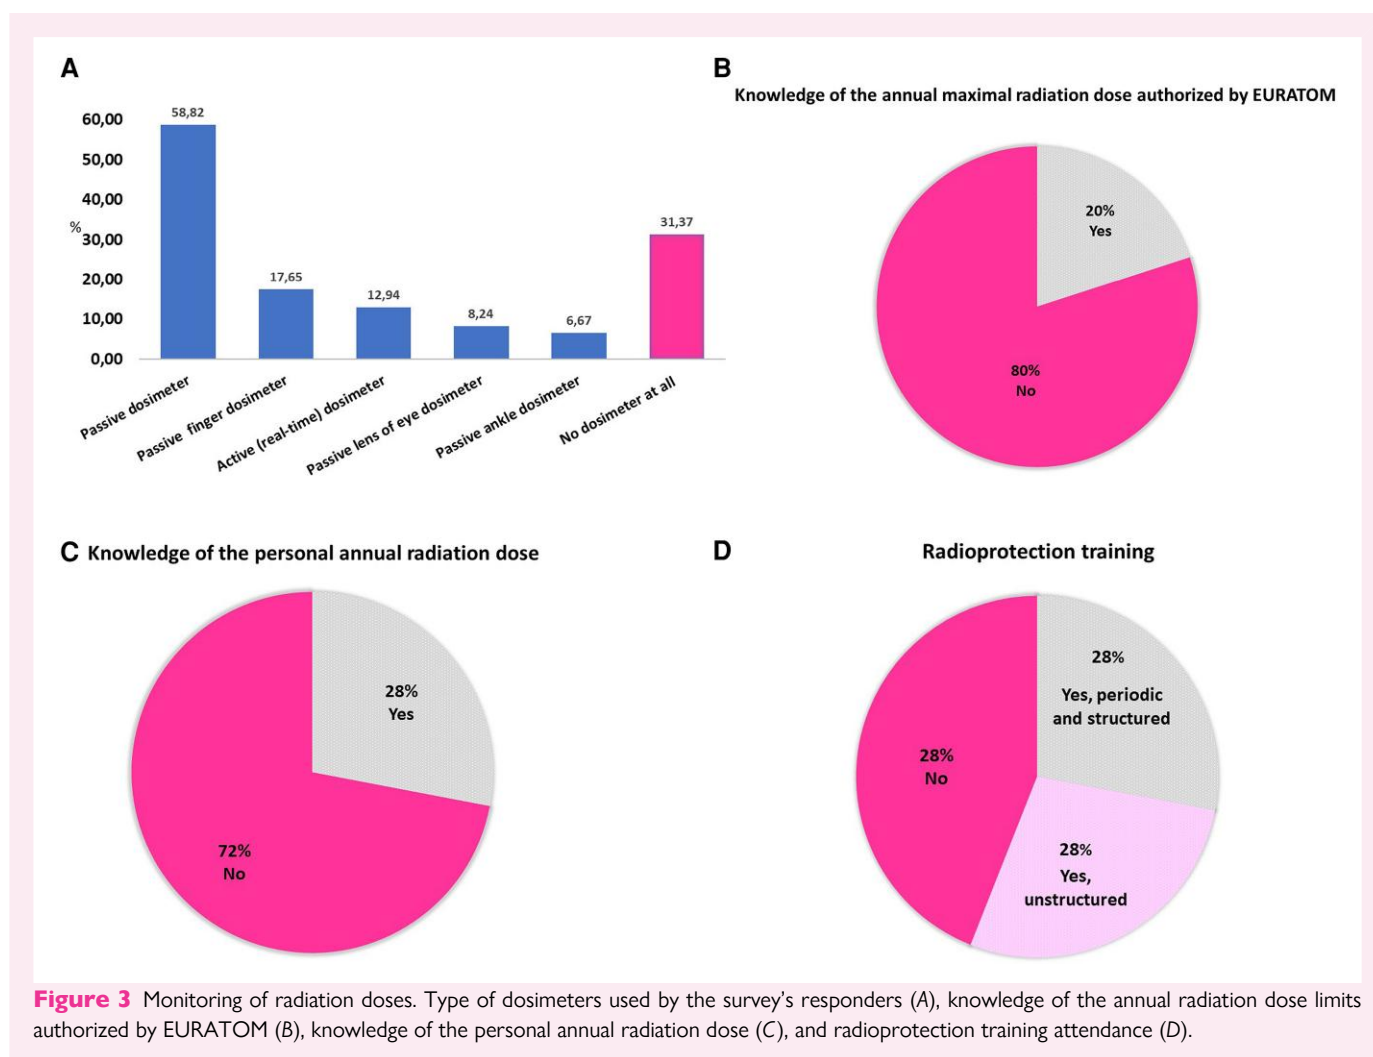 A
60,00
50,00
40,00
%
30,00
20,00
10,00
0,00
58,82
17,65
12,94
8,24
6,67
31,37
Passive dosimeter
Passive finger dosimeter
Active (real-time) dosimeter
Passive lens of eye dosimeter
Passive ankle dosimeter
No dosimeter at all
B
Knowledge of the annual maximal radiation dose authorized by EURATOM
20%
Yes
80%
No
C Knowledge of the personal annual radiation dose
28%
Yes
72%
No
D
Radioprotection training
28%
Yes, periodic
and structured
28%
No
28%
Yes,
unstructured
Figure 3 Monitoring of radiation doses. Type of dosimeters used by the survey's responders (A), knowledge of the annual radiation dose limits
authorized by EURATOM (B), knowledge of the personal annual radiation dose (C), and radioprotection training attendance (D).